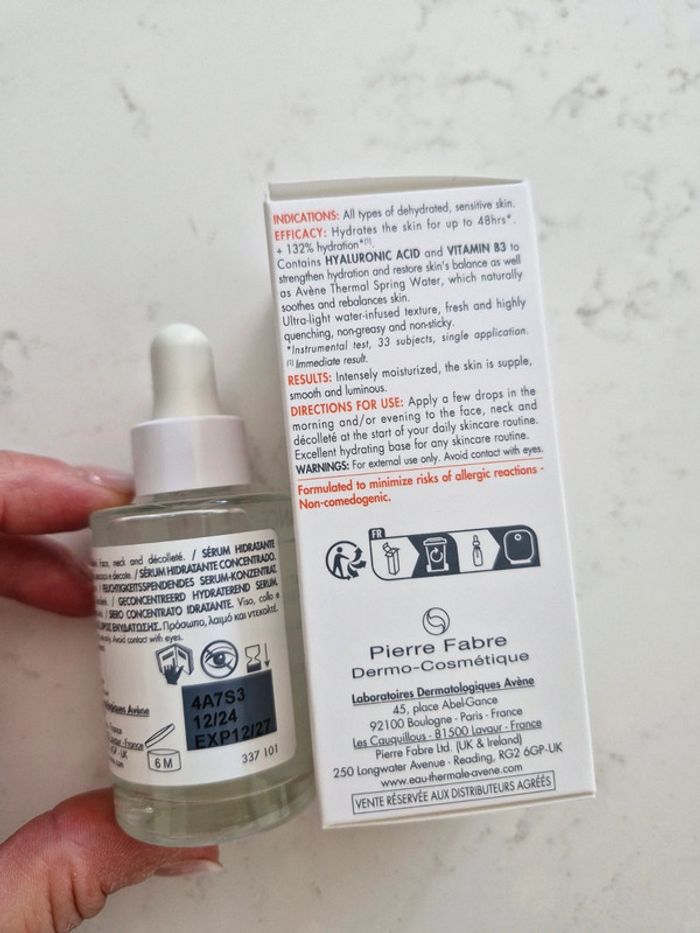 INDICATIONS: All types of dehydrated, sensitive skin.
EFFICACY: Hydrates the skin for up to 48hrs*.
+ 132% hydration*(1).
Contains HYALURONIC ACID and VITAMIN B3 to
strengthen hydration and restore skin's balance as well
as Avène Thermal Spring Water, which naturally
soothes and rebalances skin.
Ultra-light water-infused texture, fresh and highly
quenching, non-greasy and non-sticky.
*Instrumental test, 33 subjects, single application.
(1) Immediate result.
RESULTS: Intensely moisturized, the skin is supple,
smooth and luminous.
DIRECTIONS FOR USE: Apply a few drops in the
morning and/or evening to the face, neck and
décolleté at the start of your daily skincare routine.
Excellent hydrating base for any skincare routine.
WARNINGS: For external use only. Avoid contact with eyes.
Formulated to minimize risks of allergic reactions -
Non-comedogenic.
FR
Pierre Fabre
Dermo-Cosmétique
Laboratoires Dermatologiques Avène
45, place Abel-Gance
92100 Boulogne - Paris - France
Les Cauquillous - 81500 Lavaur - France
Pierre Fabre Ltd. (UK & Ireland)
250 Longwater Avenue - Reading, RG2 6GP-UK
www.eau-thermale-avene.com
VENTE RÉSERVÉE AUX DISTRIBUTEURS AGRÉÉS
face, neck and décolleté. / SÉRUM HIDRATANTE
e decote. / SÉRUM HIDRATANTE CONCENTRADO.
/ FEUCHTIGKEITSSPENDENDES SERUM-KONZENTRAT.
/ GECONCENTREERD HYDRATEREND SERUM.
/ SIERO CONCENTRATO IDRATANTE. Viso, collo e
ΕΝΥΔΑΤΩΣΗΣ. Πρόσωπο, λαιμό και ντεκολτέ.
only. Avoid contact with eyes.
Avène
France
- France
GP-UK
6 M
4A7S3
12/24
EXP12/27
337 101